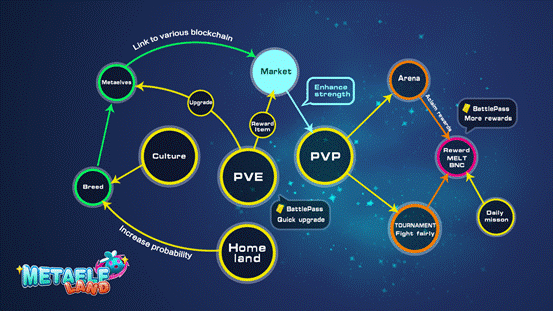 Link to various blockchain
Metaelves
Market
Arena
Enhance
strength
Upgrade
Reward
item
Acclaim rewards
BattlePass
More rewards
Culture
PVE
PVP
Reward
MELT
BNC
Breed
BattlePass
Quick upgrade
TOURNAMENT
Fight fairly
Daily
misson
Increase probability
Home
land
METAELF
LAND